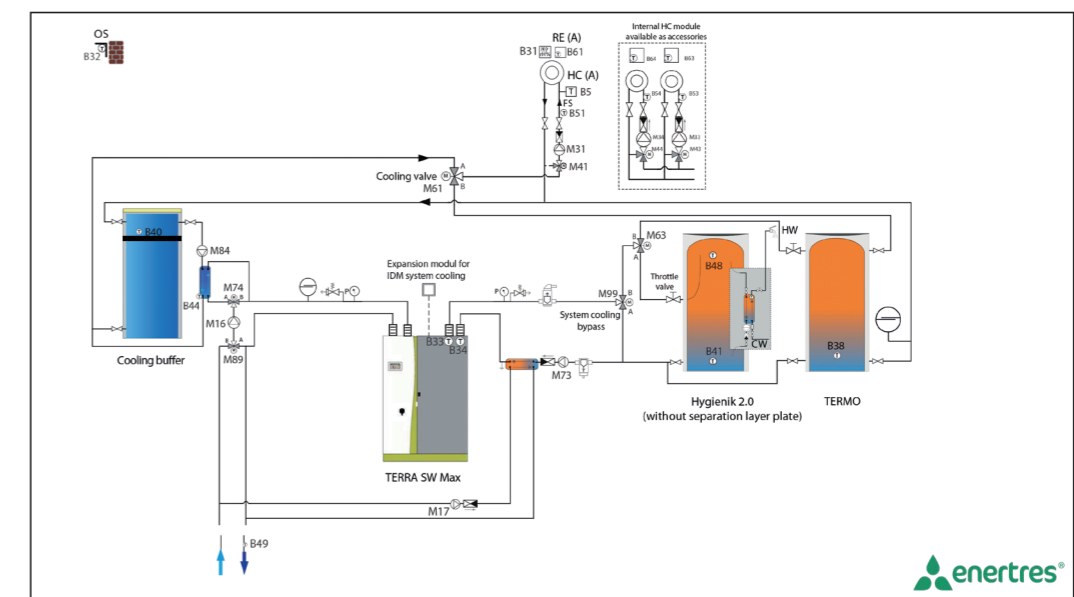 OS
B32
RE (A)
B31
B61
HC (A)
B5
FS
B51
M31
M41
Internal HC module
available as accessories
B64
B63
B54
B53
M34
M33
M44
M43
Cooling valve
M61
A
B
B40
M84
M74
A
B
B44
M16
B
A
M89
Cooling buffer
P
S
Expansion modul for
IDM system cooling
B33
B34
P
S
M73
TERRA SW Max
M17
B49
B
M63
A
M99
B
A
System cooling
bypass
Throttle
valve
HW
B48
B41
CW
B38
Hygienik 2.0
(without separation layer plate)
TERMO
enertres®